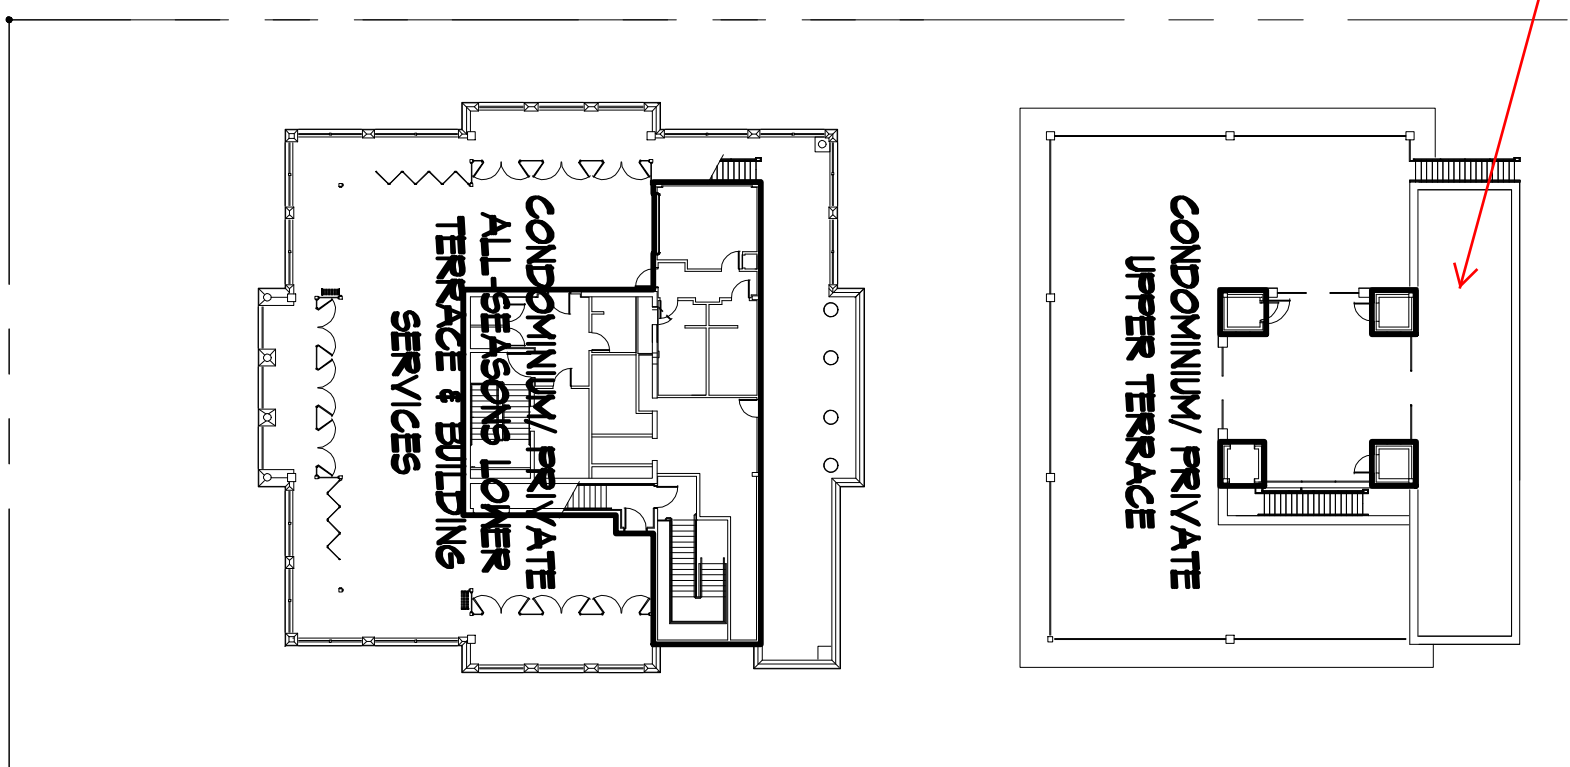 CONDOMINIUM/ PRIVATE
ALL-SEASONS LOWER
TERRACE & BUILDING
SERVICES
CONDOMINIUM/ PRIVATE
UPPER TERRACE